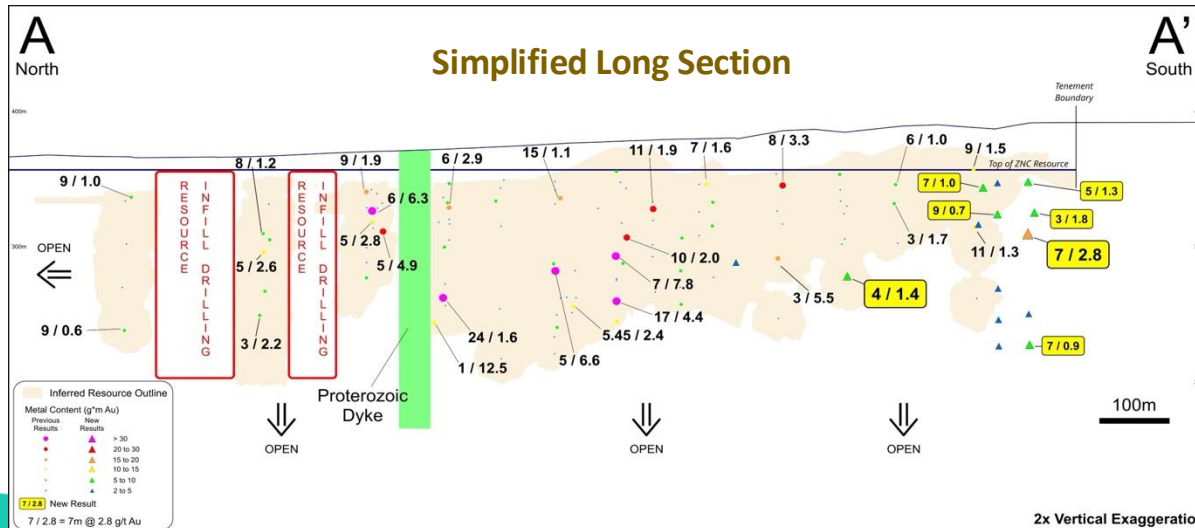 A
North
Simplified Long Section
A'
South
Tenement
Boundary
400m
8 / 1.2
9 / 1.9
6 / 2.9
15 / 1.1
11 / 1.9
7 / 1.6
8 / 3.3
6 / 1.0
9 / 1.5
Top of ZNC Resource
9 / 1.0
RESOURCE
INFILL DRILLING
RESOURCE
INFILL DRILLING
6 / 6.3
7 / 1.0
5 / 1.3
9 / 0.7
3 / 1.8
300m
OPEN
5 / 2.6
5 / 2.8
5 / 4.9
10 / 2.0
7 / 7.8
3 / 1.7
11 / 1.3
7 / 2.8
3 / 5.5
4 / 1.4
17 / 4.4
9 / 0.6
3 / 2.2
24 / 1.6
1 / 12.5
5 / 6.6
5.45 / 2.4
7 / 0.9
Proterozoic
Dyke
OPEN
OPEN
OPEN
100m
Inferred Resource Outline
Metal Content (g*m Au)
Previous
Results
New
Results
> 30
20 to 30
15 to 20
10 to 15
5 to 10
2 to 5
7 / 2.8 New Result
7 / 2.8 = 7m @ 2.8 g/t Au
2x Vertical Exaggeratio